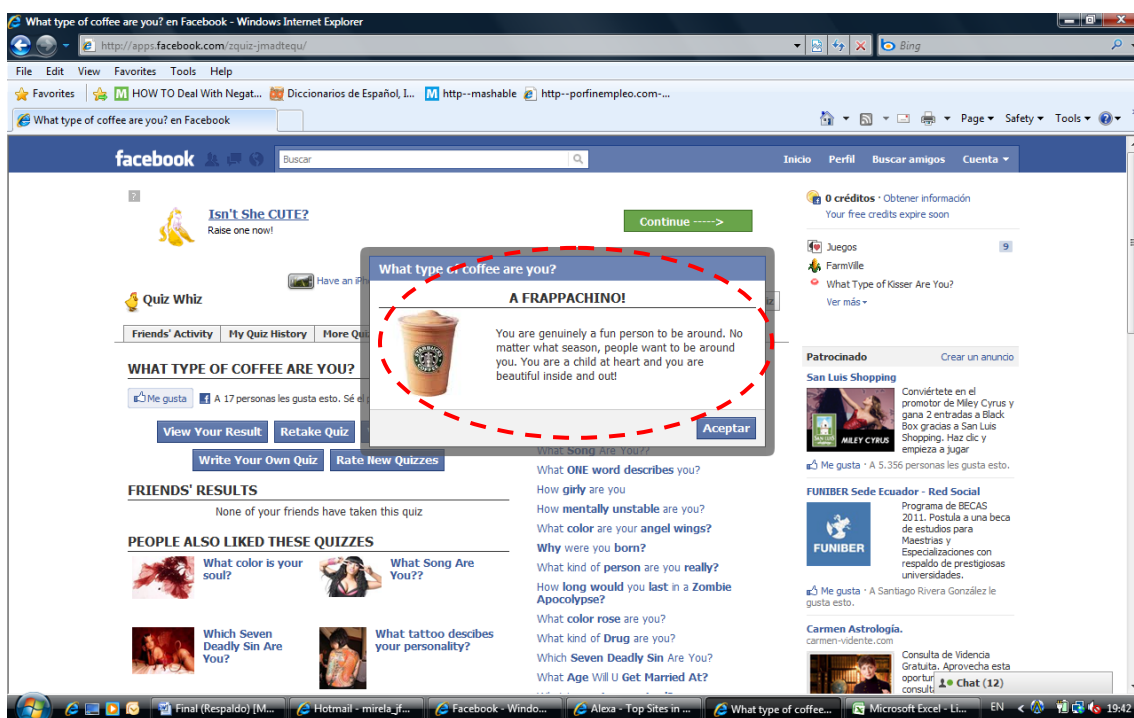 What type of coffee are you? en Facebook - Windows Internet Explorer
http://apps.facebook.com/zquiz-jmadtequ/
Bing
File Edit View Favorites Tools Help
Favorites
HOW TO Deal With Negat...
Diccionarios de Español, I...
http--mashable
http--porfinempleo.com-...
What type of coffee are you? en Facebook
Page Safety Tools
facebook
Buscar
Inicio Perfil Buscar amigos Cuenta
Isn't She CUTE?
Raise one now!
Continue ----->
0 créditos · Obtener información
Your free credits expire soon
Juegos 9
FarmVille
What Type of Kisser Are You?
Ver más
Have an iPh
Quiz Whiz
What type of coffee are you?
A FRAPPACHINO!
You are genuinely a fun person to be around. No
matter what season, people want to be around
you. You are a child at heart and you are
beautiful inside and out!
Aceptar
Friends' Activity My Quiz History More Qui
WHAT TYPE OF COFFEE ARE YOU?
Me gusta
A 17 personas les gusta esto. Sé el p
View Your Result
Retake Quiz
Write Your Own Quiz
Rate New Quizzes
FRIENDS' RESULTS
None of your friends have taken this quiz
PEOPLE ALSO LIKED THESE QUIZZES
What color is your
soul?
What Song Are
You??
Which Seven
Deadly Sin Are
You?
What tattoo descibes
your personality?
What Song Are You??
What ONE word describes you?
How girly are you
How mentally unstable are you?
What color are your angel wings?
Why were you born?
What kind of person are you really?
How long would you last in a Zombie
Apocolypse?
What color rose are you?
What kind of Drug are you?
Which Seven Deadly Sin Are You?
What Age Will U Get Married At?
Patrocinado
Crear un anuncio
San Luis Shopping
MILEY CYRUS
Conviértete en el
promotor de Miley Cyrus y
gana 2 entradas a Black
Box gracias a San Luis
Shopping. Haz dic y
empieza a jugar
Me gusta · A 5.356 personas les gusta esto.
FUNIBER Sede Ecuador - Red
Social
FUNIBER
Programa de BECAS
2011. Postula a una beca
de estudios para
Maestrias y
Especializaciones con
respaldo de prestigiosas
universidades.
Me gusta · A Santiago Rivera González le
gusta esto.
Carmen Astrología.
carmen-vidente.com
Consulta de Videncia
Gratuita. Aprovecha esta
Chat (12)
Final (Respaldo) [M...
Hotmail - mirela_jf...
Facebook - Windo...
Alexa - Top Sites in ...
What type of coffee...
Microsoft Excel - Li...
EN
19:42